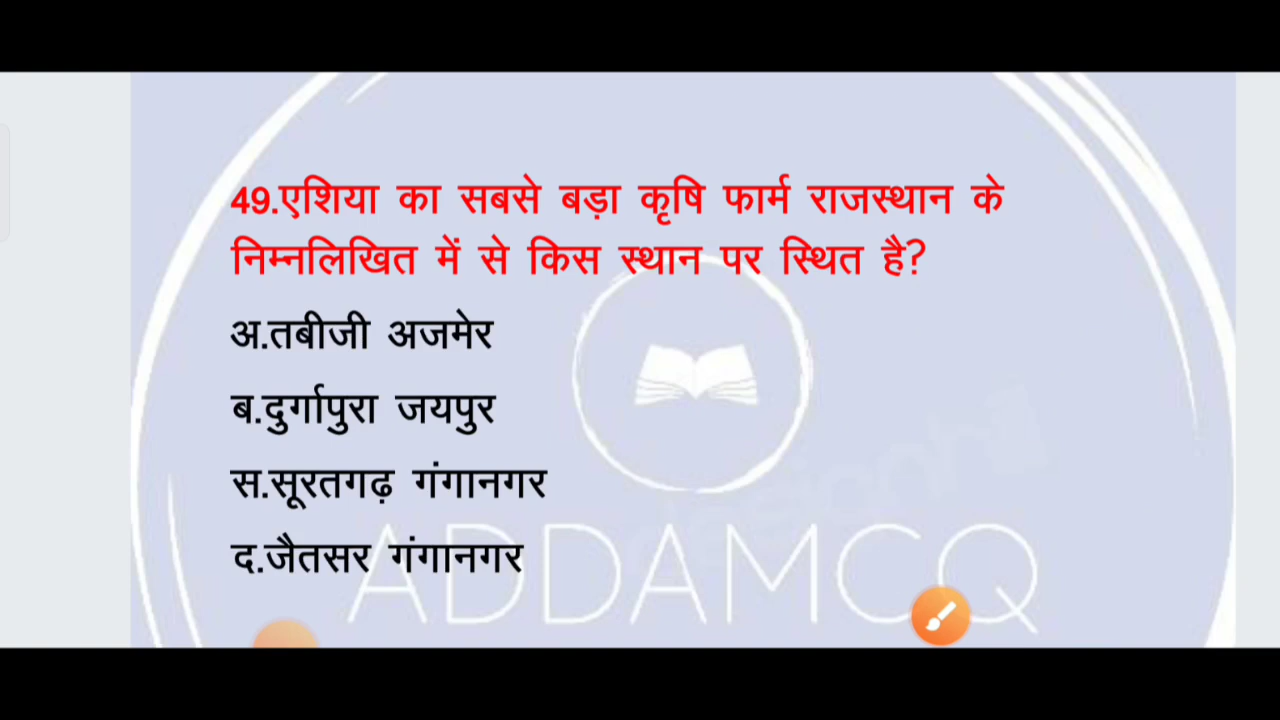 49.एशिया का सबसे बड़ा कृषि फार्म राजस्थान के
निम्नलिखित में से किस स्थान पर स्थित है?
अ.तबीजी अजमेर
ब.दुर्गापुरा जयपुर
स.सूरतगढ़ गंगानगर
द.जैतसर गंगानगर
ADDAMCQ